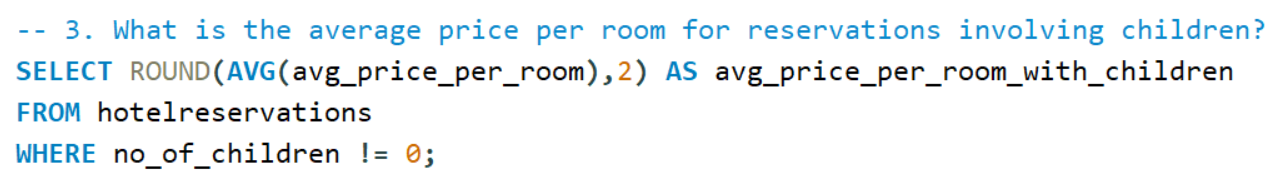 -- 3. What is the average price per room for reservations involving children?
SELECT ROUND(AVG(avg_price_per_room),2) AS avg_price_per_room_with_children
FROM hotelreservations
WHERE no_of_children != 0;